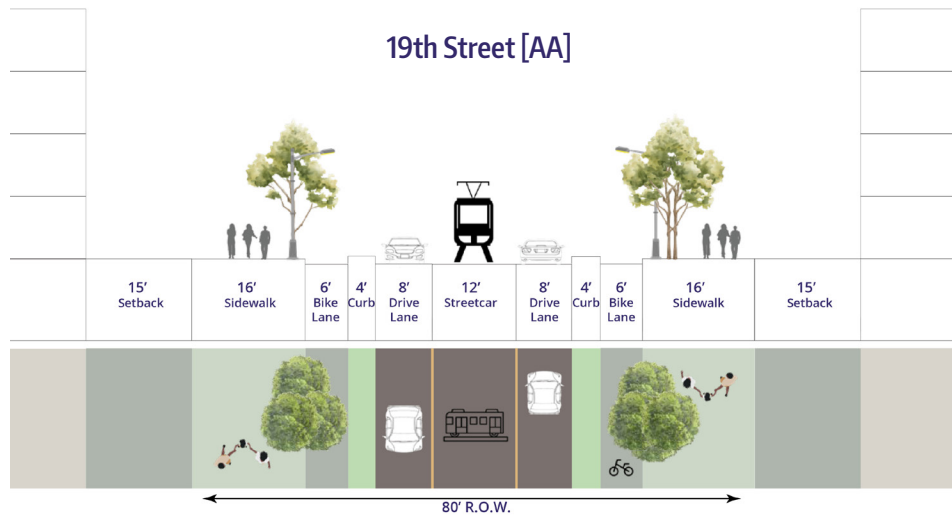 19th Street [AA]
15’ 16’ 6’ 4’ 8’ 12’ 8’ 4’ 6’ 16’ 15’
Setback Sidewalk Bike Curb Drive Streetcar Drive Curb Bike Sidewalk Setback
Lane Lane Lane Lane
80’ R.O.W.